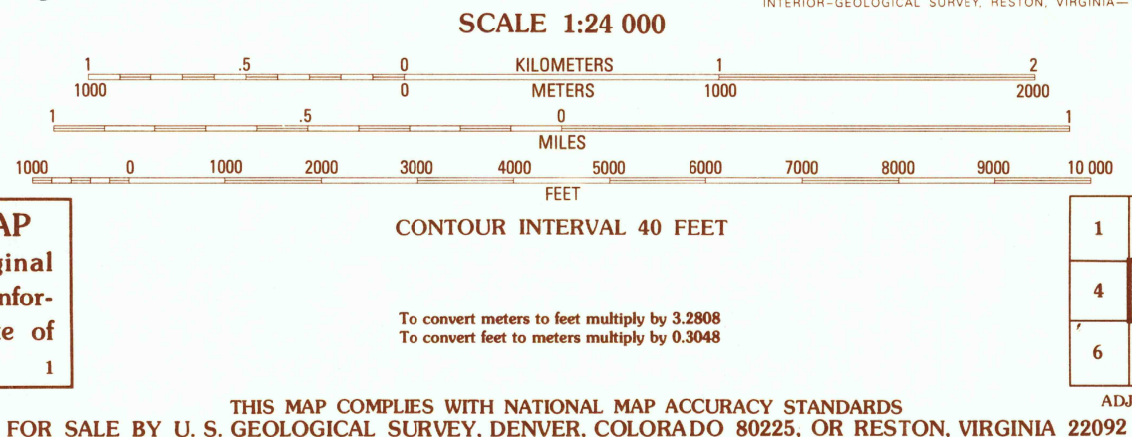 INTERIOR-GEOLOGICAL SURVEY, RESTON, VIRGINIA—
SCALE 1:24 000
1 .5 0 KILOMETERS 1 2
1000 0 METERS 1000 2000
1 .5 0 1
MILES
1000 0 1000 2000 3000 4000 5000 6000 7000 8000 9000 10 000
FEET
AP
ginal
nfor-
e of
1
CONTOUR INTERVAL 40 FEET
To convert meters to feet multiply by 3.2808
To convert feet to meters multiply by 0.3048
1
4
6
ADJ
THIS MAP COMPLIES WITH NATIONAL MAP ACCURACY STANDARDS
FOR SALE BY U. S. GEOLOGICAL SURVEY, DENVER, COLORADO 80225, OR RESTON, VIRGINIA 22092